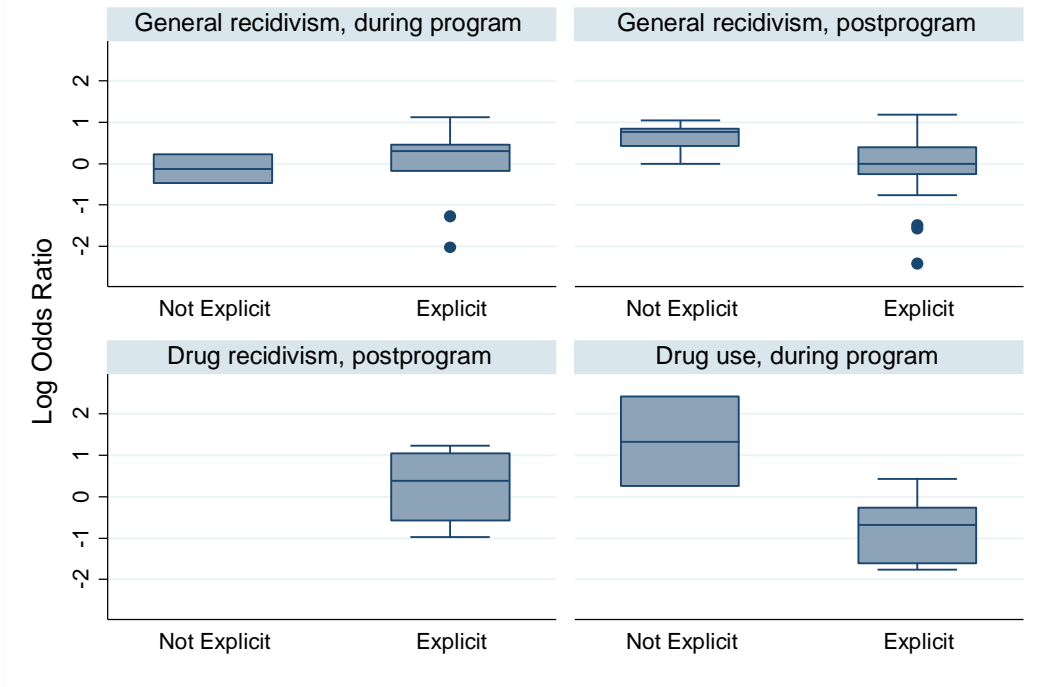 General recidivism, during program
General recidivism, postprogram
2
1
0
-1
-2
Not Explicit
Explicit
Not Explicit
Explicit
Log Odds Ratio
Drug recidivism, postprogram
Drug use, during program
2
1
0
-1
-2
Not Explicit
Explicit
Not Explicit
Explicit